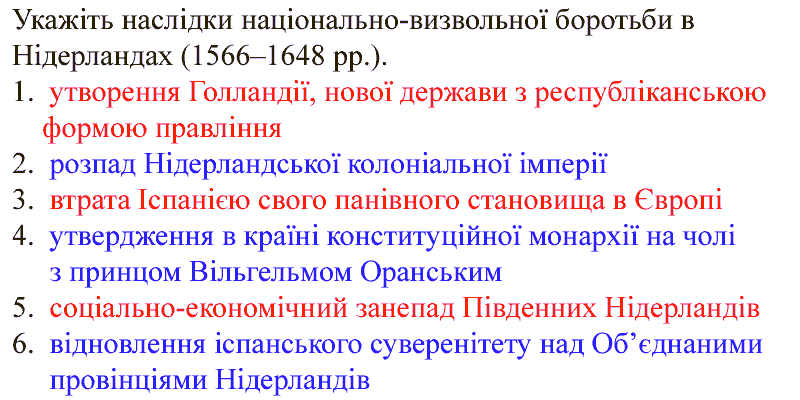 Укажіть наслідки національно-визвольної боротьби в
Нідерландах (1566–1648 рр.).
1. утворення Голландії, нової держави з республіканською
формою правління
2. розпад Нідерландської колоніальної імперії
3. втрата Іспанією свого панівного становища в Європі
4. утвердження в країні конституційної монархії на чолі
з принцом Вільгельмом Оранським
5. соціально-економічний занепад Південних Нідерландів
6. відновлення іспанського суверенітету над Об’єднаними
провінціями Нідерландів